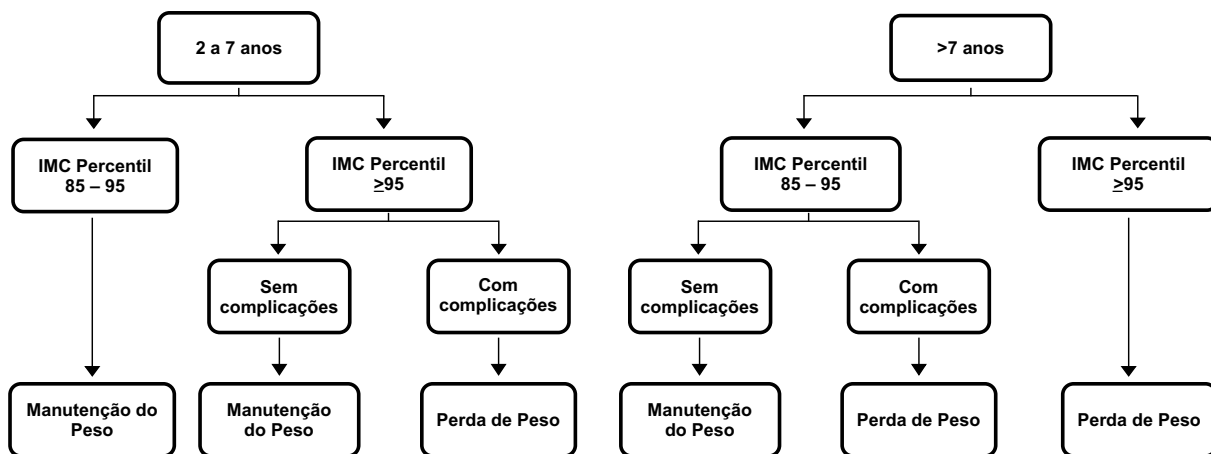 2 a 7 anos
>7 anos
IMC Percentil
85 – 95
IMC Percentil
≥95
IMC Percentil
85 – 95
IMC Percentil
≥95
Sem
complicações
Com
complicações
Sem
complicações
Com
complicações
Manutenção do
Peso
Manutenção
do Peso
Perda de Peso
Manutenção
do Peso
Perda de Peso
Perda de Peso